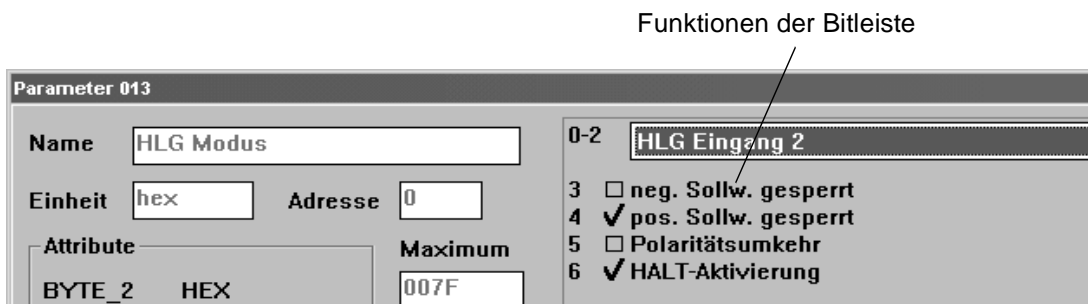 Funktionen der Bitleiste
Parameter 013
Name HLG Modus
Einheit hex Adresse 0
Attribute
BYTE_2 HEX
Maximum
007F
0-2 HLG Eingang 2
3 neg. Sollw. gesperrt
4 pos. Sollw. gesperrt
5 Polaritätsumkehr
6 HALT-Aktivierung